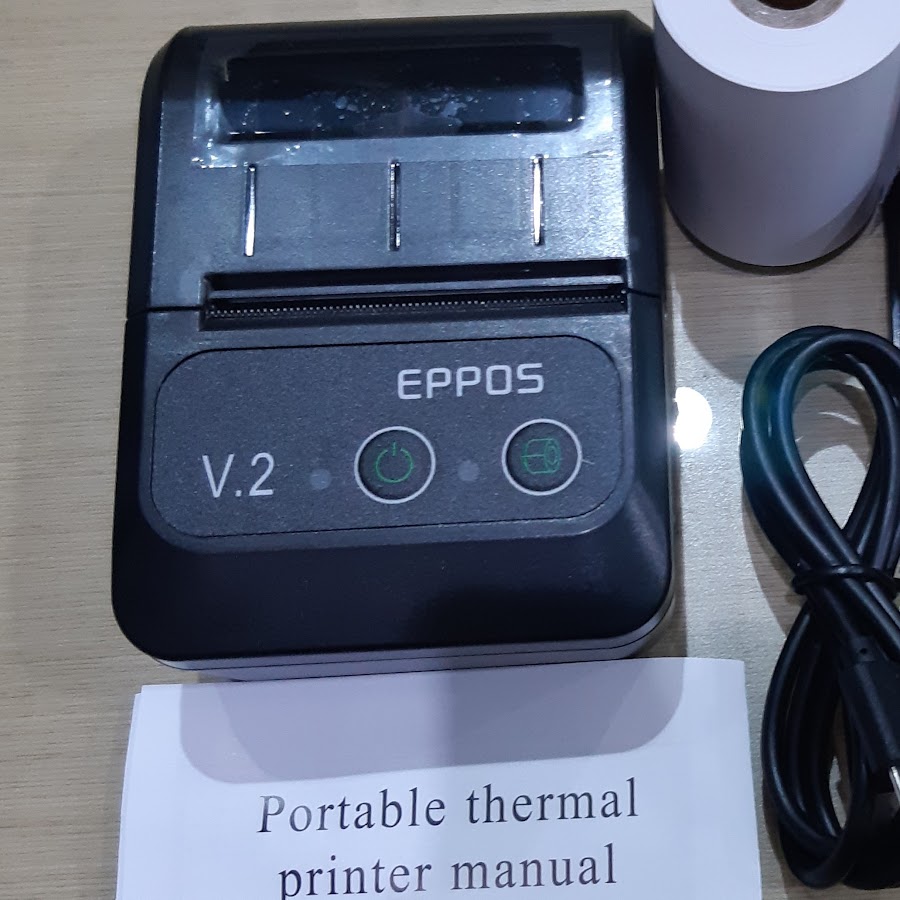 EPPOS
V.2
Portable thermal
printer manual